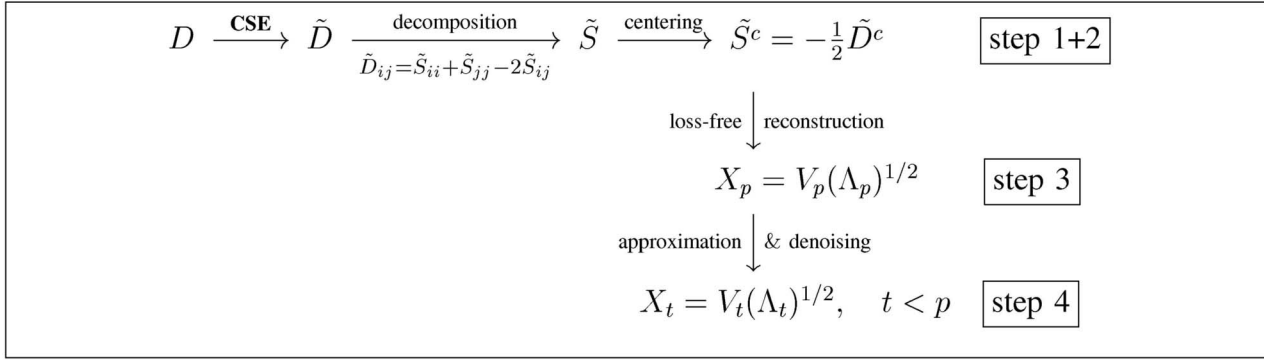 D CSE D̃ decomposition S̃ centering S̃ᶜ = −½D̃ᶜ step 1+2
D̃ᵢⱼ=S̃ᵢᵢ+S̃ⱼⱼ−2S̃ᵢⱼ
loss-free reconstruction
Xₚ = Vₚ(Λₚ)^{1/2} step 3
approximation & denoising
Xₜ = Vₜ(Λₜ)^{1/2}, t < p step 4